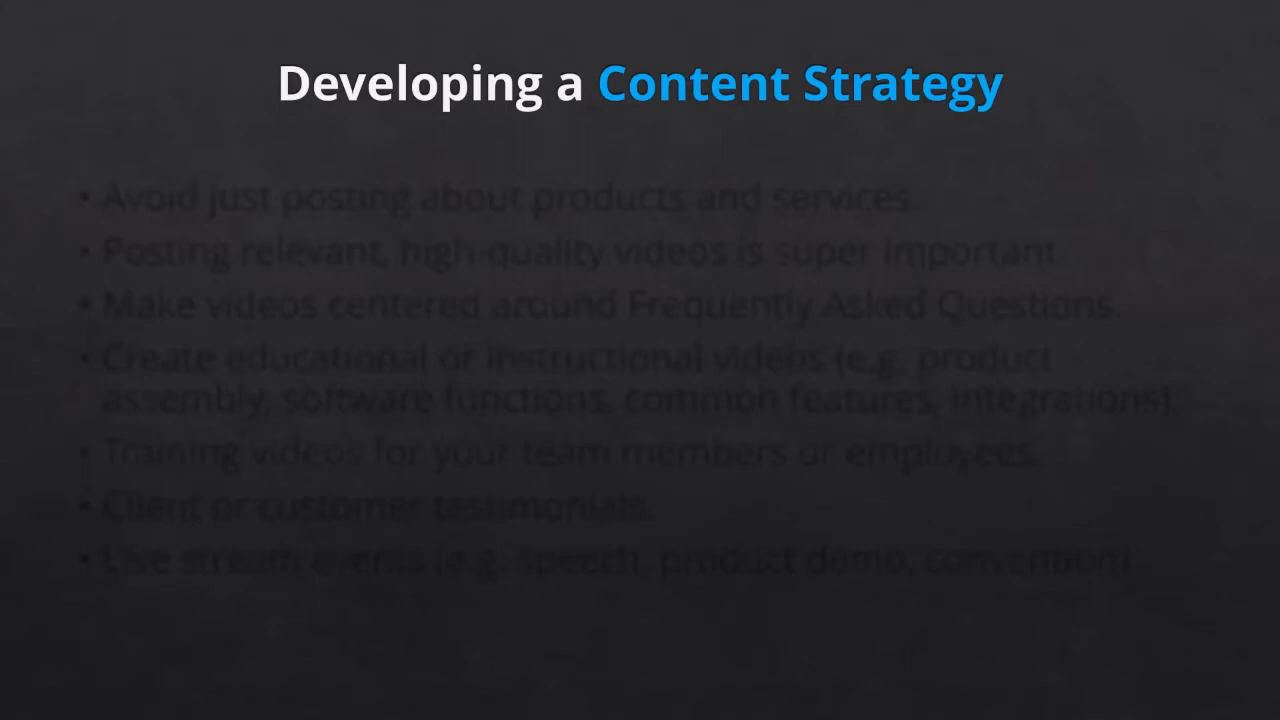 Developing a Content Strategy
• Avoid just posting about products and services.
• Posting relevant, high-quality videos is super important.
• Make videos centered around Frequently Asked Questions.
• Create educational or instructional videos (e.g. product
assembly, software functions, common features, integrations).
• Training videos for your team members or employees.
• Client or customer testimonials.
• Live stream events (e.g. speech, product demo, convention).